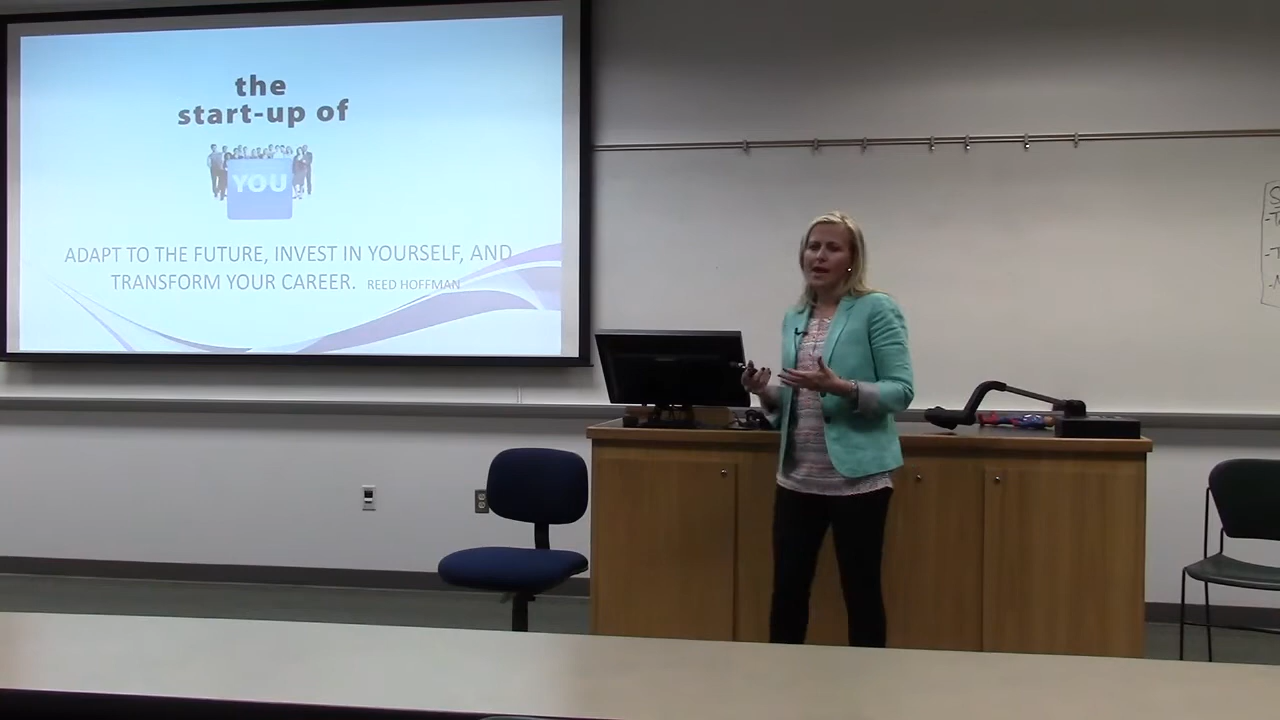 the
start-up of
YOU
ADAPT TO THE FUTURE, INVEST IN YOURSELF, AND
TRANSFORM YOUR CAREER. REED HOFFMAN